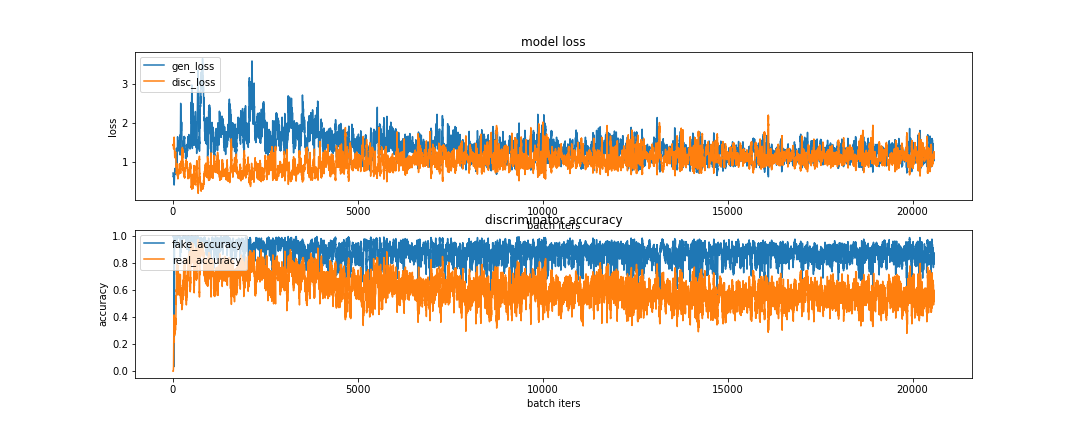 model loss
gen_loss
disc_loss
loss
3
2
1
0
5000
10000
15000
20000
batch iters
discriminator accuracy
fake_accuracy
real_accuracy
accuracy
1.0
0.8
0.6
0.4
0.2
0.0
0
5000
10000
15000
20000
batch iters